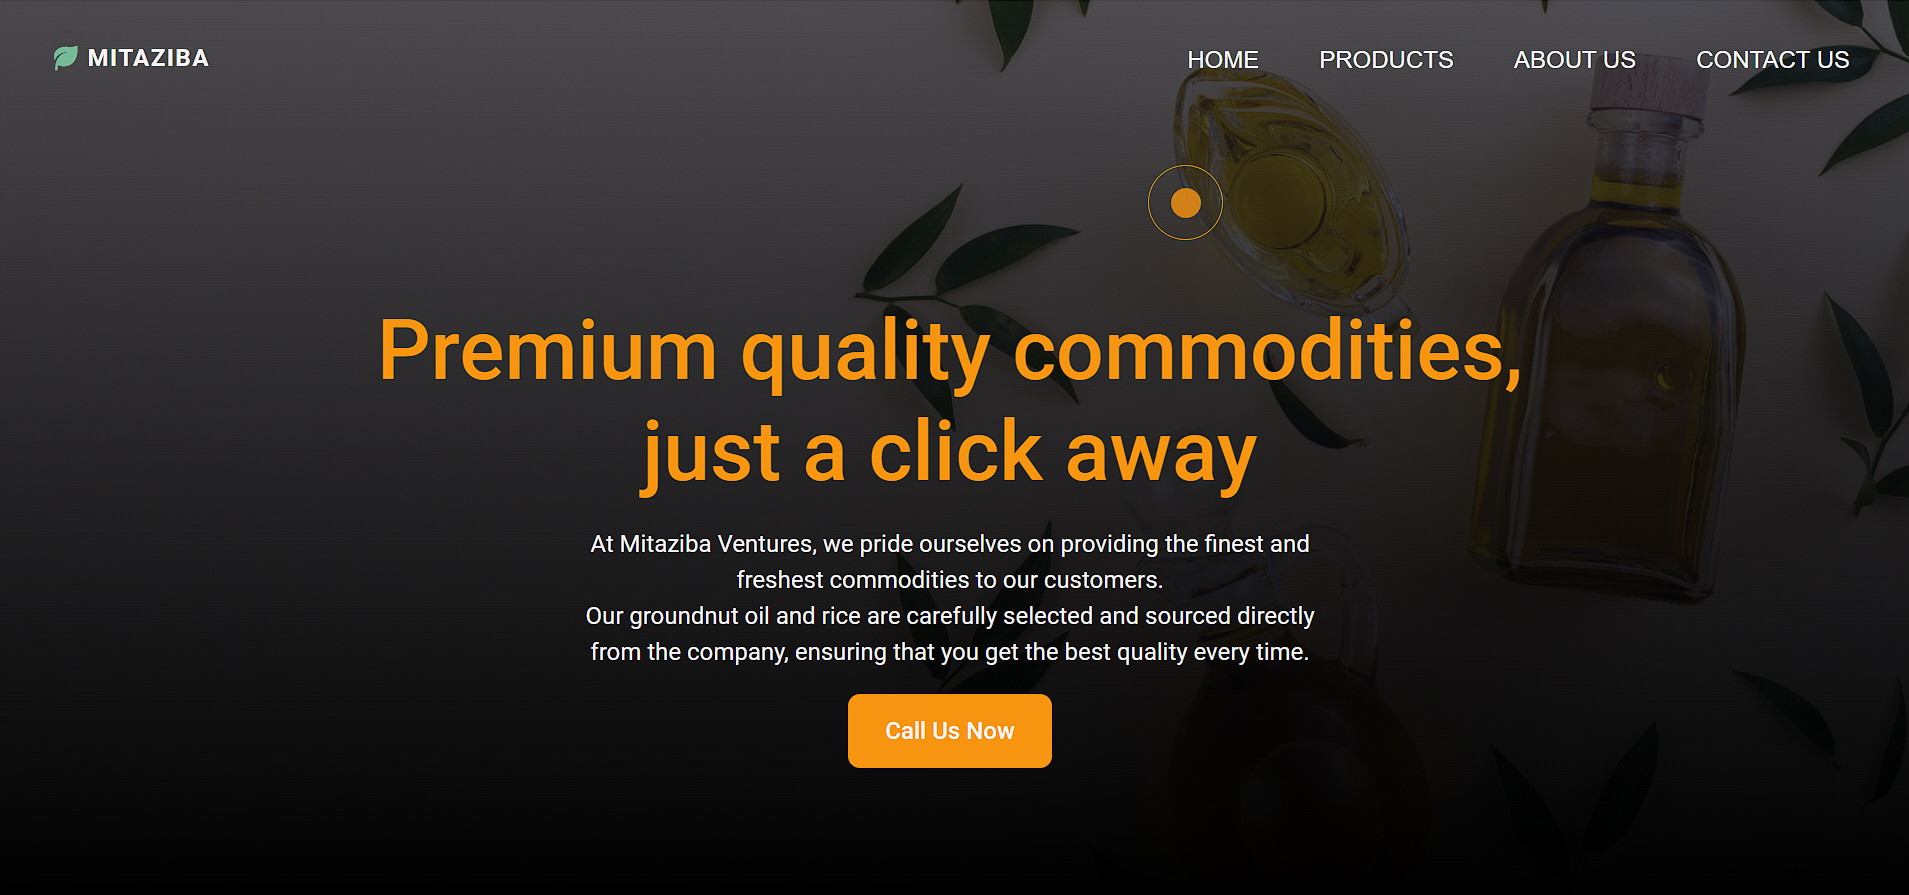 MITAZIBA
HOME PRODUCTS ABOUT US CONTACT US
Premium quality commodities,
just a click away
At Mitaziba Ventures, we pride ourselves on providing the finest and
freshest commodities to our customers.
Our groundnut oil and rice are carefully selected and sourced directly
from the company, ensuring that you get the best quality every time.
Call Us Now